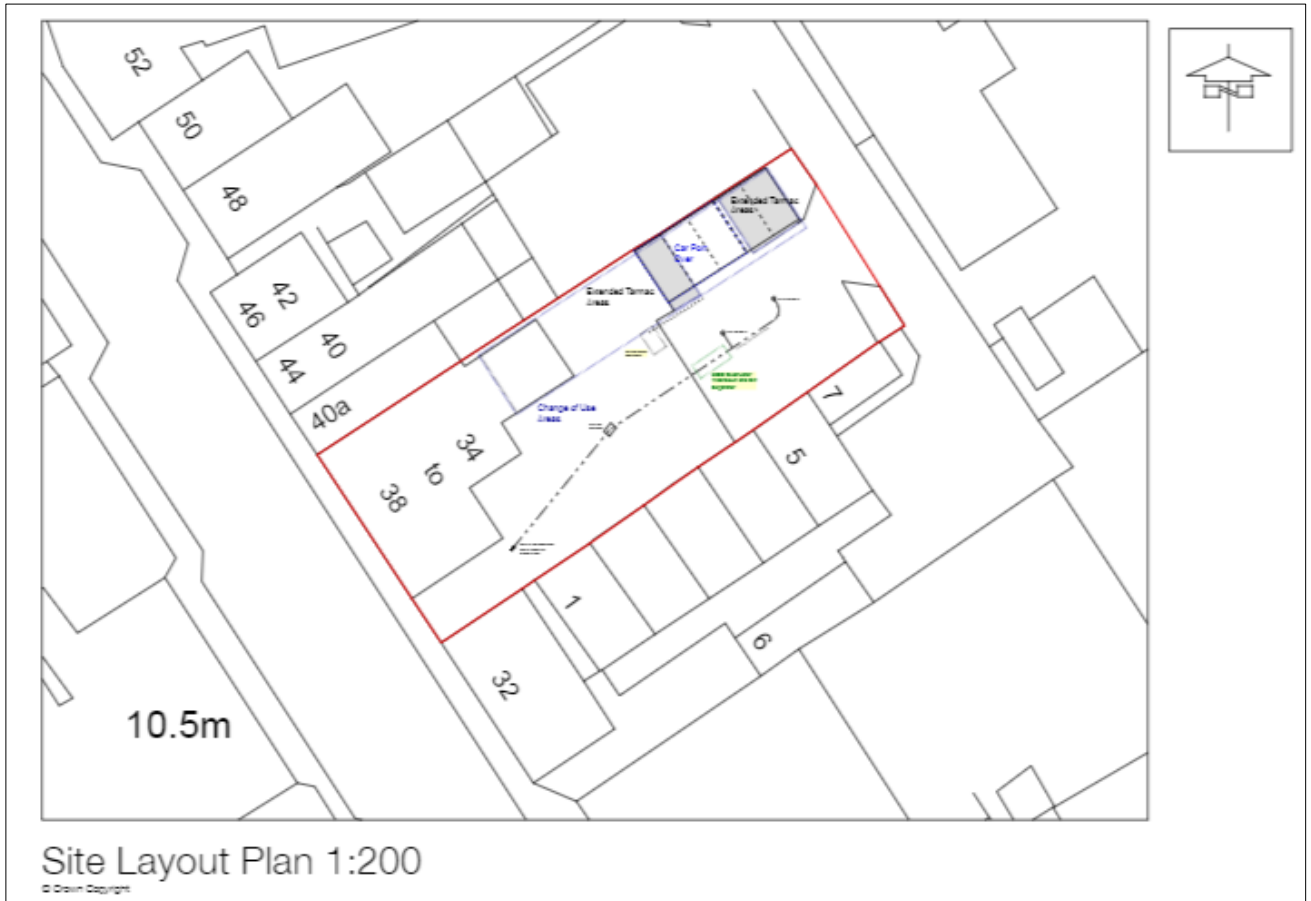 52
50
48
42
46
40
44
40a
34
to
38
Extended Tarmac
Areas
Car Port
Over
Extended Tarmac
Areas
Change of Use
Areas
7
5
1
6
32
10.5m
N
Site Layout Plan 1:200
© Crown Copyright